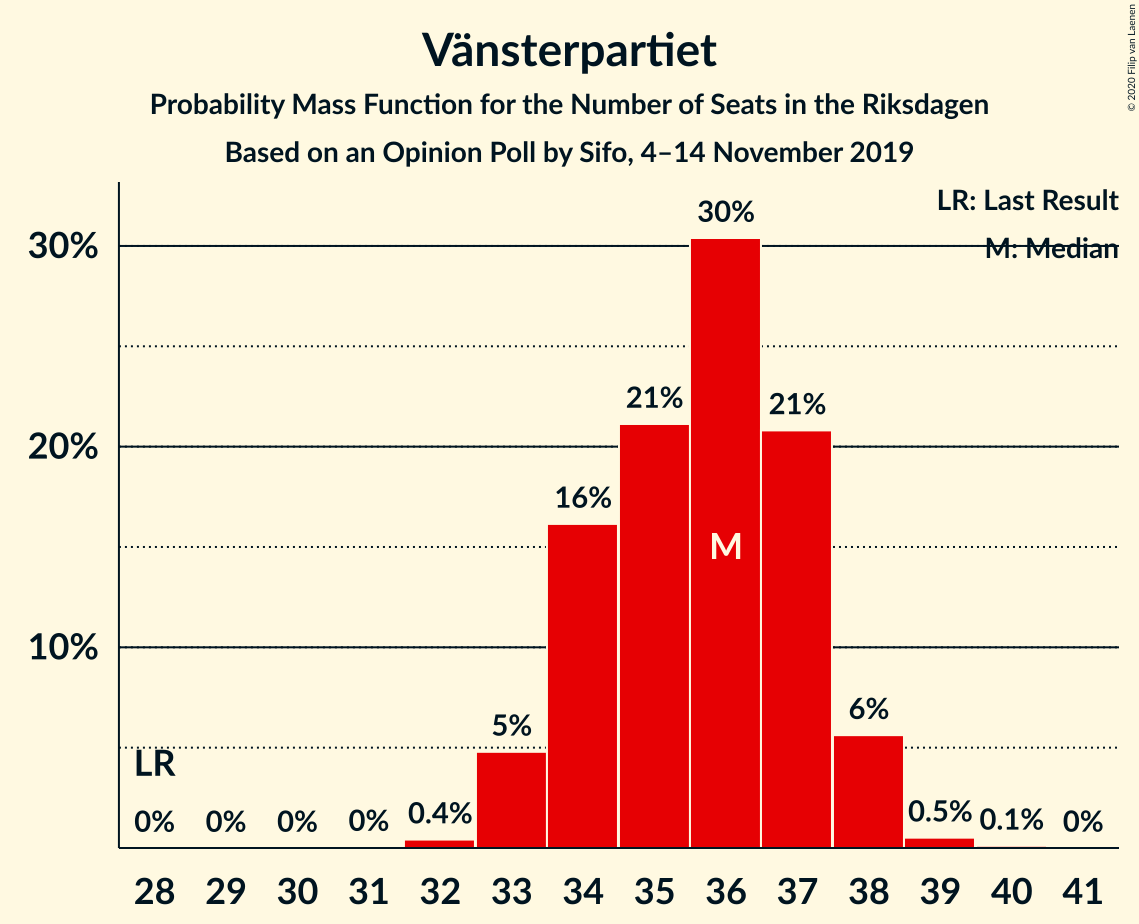 Vänsterpartiet
Probability Mass Function for the Number of Seats in the Riksdagen
Based on an Opinion Poll by Sifo, 4–14 November 2019
© 2020 Filip van Laenen
LR: Last Result
M: Median
30%
20%
10%
LR
0% 0% 0% 0% 0.4% 5% 16% 21% 30% 21% 6% 0.5% 0.1% 0%
M
28 29 30 31 32 33 34 35 36 37 38 39 40 41